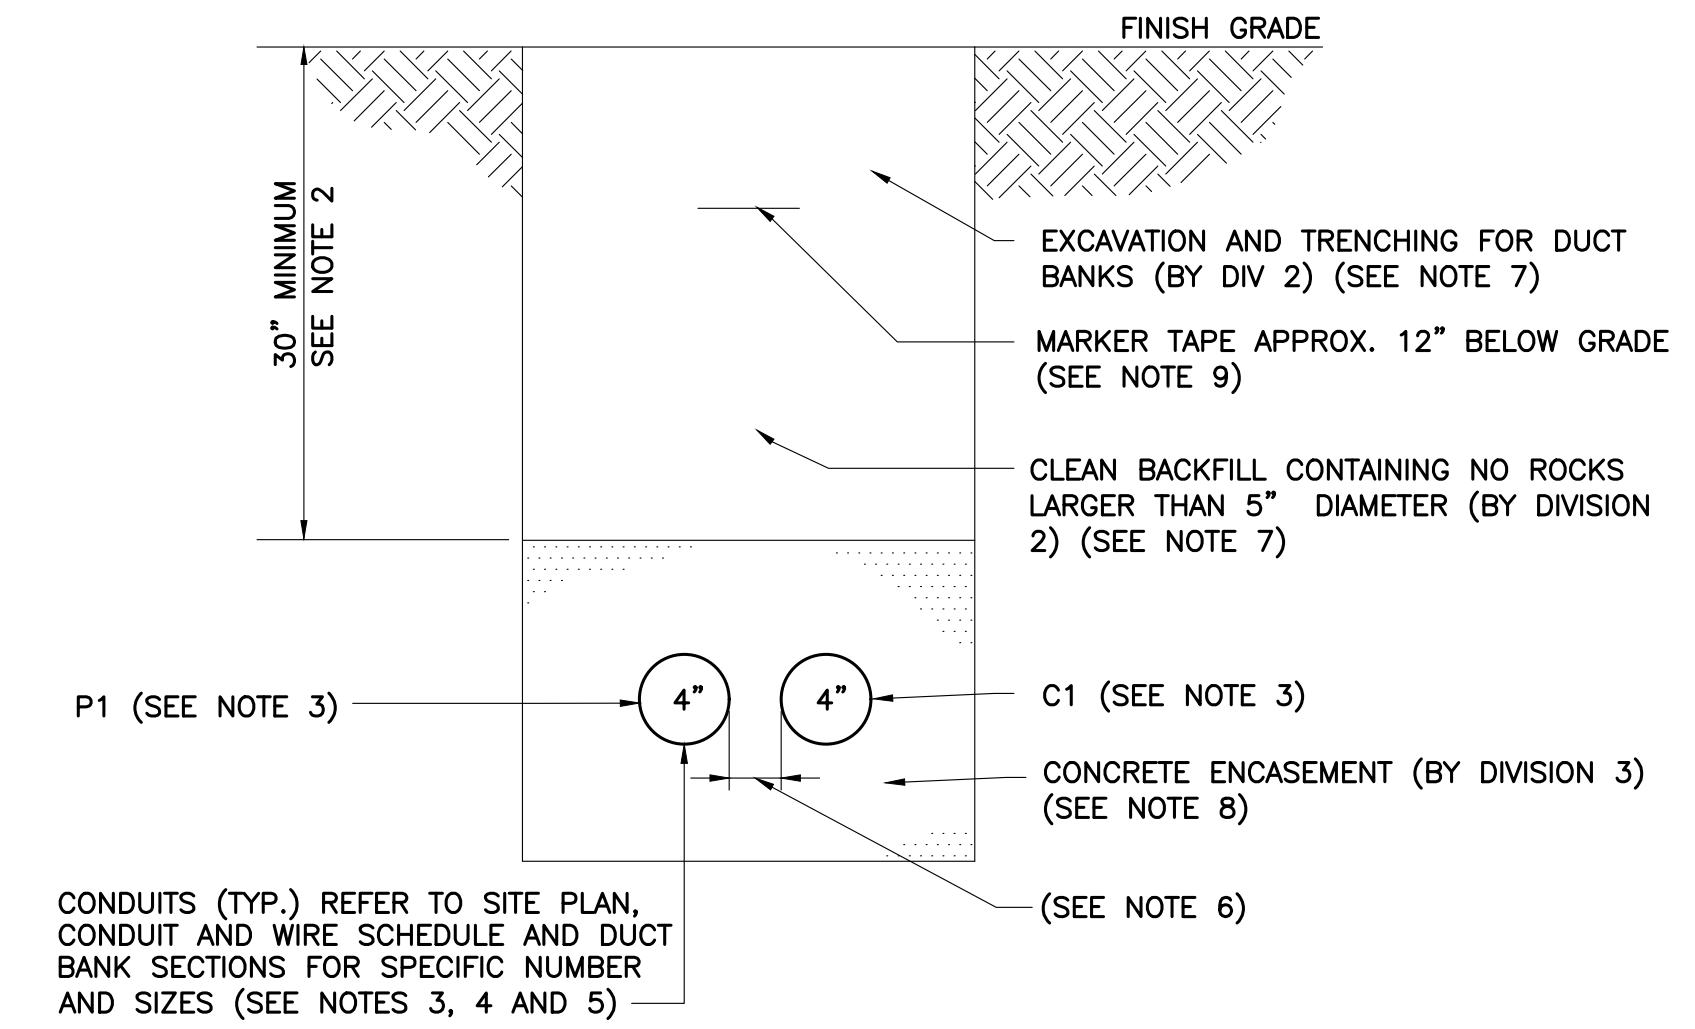 FINISH GRADE
30” MINIMUM
SEE NOTE 2
EXCAVATION AND TRENCHING FOR DUCT
BANKS (BY DIV 2) (SEE NOTE 7)
MARKER TAPE APPROX. 12” BELOW GRADE
(SEE NOTE 9)
CLEAN BACKFILL CONTAINING NO ROCKS
LARGER THAN 5” DIAMETER (BY DIVISION
2) (SEE NOTE 7)
P1 (SEE NOTE 3)
4”
4”
C1 (SEE NOTE 3)
CONCRETE ENCASEMENT (BY DIVISION 3)
(SEE NOTE 8)
(SEE NOTE 6)
CONDUITS (TYP.) REFER TO SITE PLAN,
CONDUIT AND WIRE SCHEDULE AND DUCT
BANK SECTIONS FOR SPECIFIC NUMBER
AND SIZES (SEE NOTES 3, 4 AND 5)